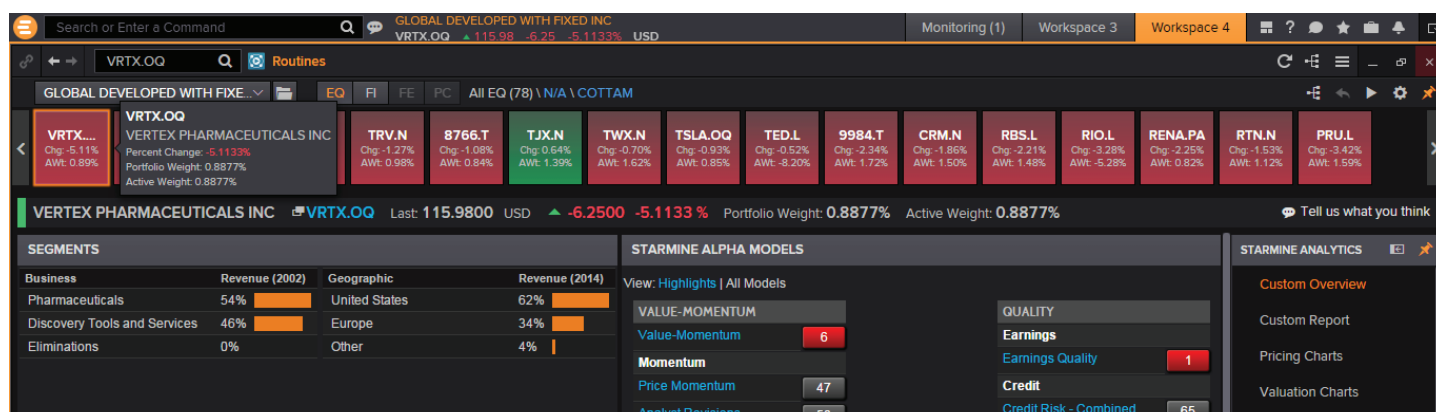 Search or Enter a Command
GLOBAL DEVELOPED WITH FIXED INC
VRTX.OQ 115.98 -6.25 -5.1133% USD
Monitoring (1) Workspace 3 Workspace 4
VRTX.OQ Routines
GLOBAL DEVELOPED WITH FIXE... EQ FI FE PC All EQ (78) \ N/A \ COTTAM
VRTX....
Chg: -5.11%
AWt: 0.89%
VRTX.OQ
VERTEX PHARMACEUTICALS INC
Percent Change: -5.1133%
Portfolio Weight: 0.8877%
Active Weight: 0.8877%
TRV.N
Chg: -1.27%
AWt: 0.98%
8766.T
Chg: -1.08%
AWt: 0.84%
TJX.N
Chg: 0.64%
AWt: 1.39%
TWX.N
Chg: -0.70%
AWt: 1.62%
TSLA.OQ
Chg: -0.93%
AWt: 0.85%
TED.L
Chg: -0.52%
AWt: -8.20%
9984.T
Chg: -2.34%
AWt: 1.72%
CRM.N
Chg: -1.86%
AWt: 1.50%
RBS.L
Chg: -2.21%
AWt: 1.48%
RIO.L
Chg: -3.28%
AWt: -5.28%
RENA.PA
Chg: -2.25%
AWt: 0.82%
RTN.N
Chg: -1.53%
AWt: 1.12%
PRU.L
Chg: -3.42%
AWt: 1.59%
VERTEX PHARMACEUTICALS INC VRTX.OQ Last: 115.9800 USD -6.2500 -5.1133 % Portfolio Weight: 0.8877% Active Weight: 0.8877% Tell us what you think
SEGMENTS
Business Revenue (2002) Geographic Revenue (2014)
Pharmaceuticals 54% United States 62%
Discovery Tools and Services 46% Europe 34%
Eliminations 0% Other 4%
STARMINE ALPHA MODELS
View: Highlights | All Models
VALUE-MOMENTUM
Value-Momentum 6
Momentum
Price Momentum 47
Analyst Revisions
QUALITY
Earnings
Earnings Quality 1
Credit
Credit Risk - Combined 65
STARMINE ANALYTICS
Custom Overview
Custom Report
Pricing Charts
Valuation Charts